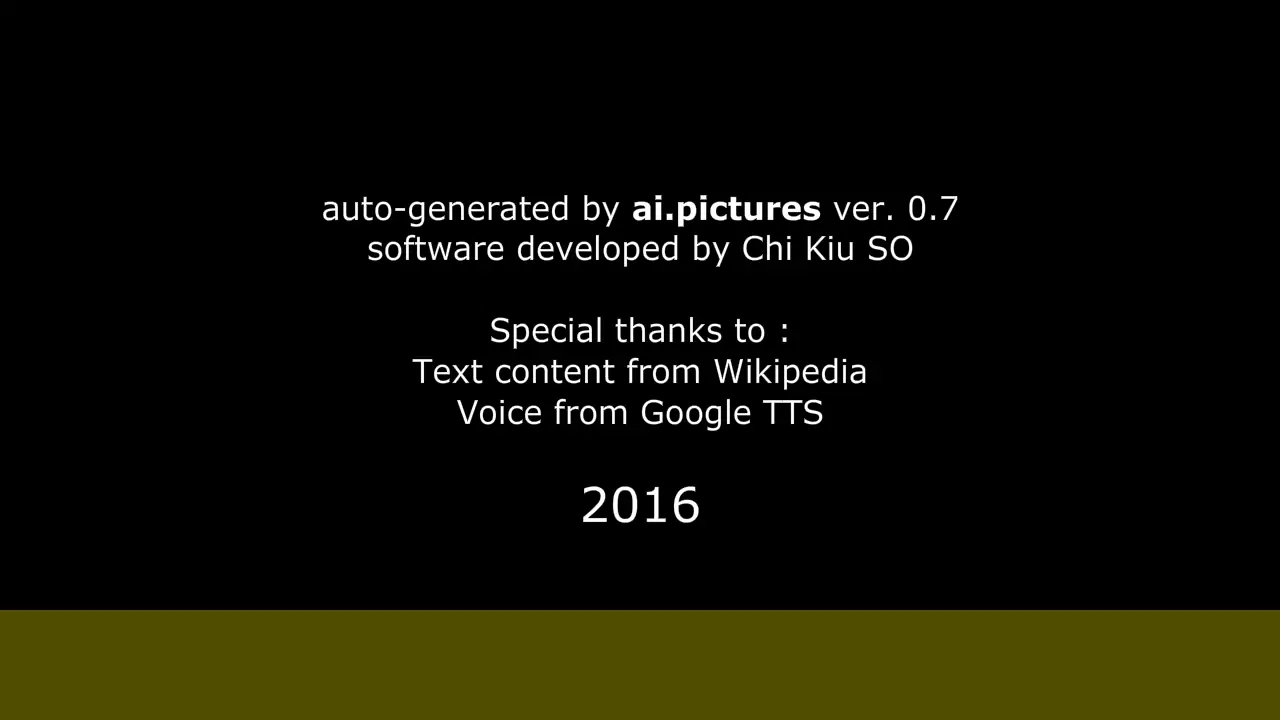 auto-generated by ai.pictures ver. 0.7
software developed by Chi Kiu SO
Special thanks to :
Text content from Wikipedia
Voice from Google TTS
2016